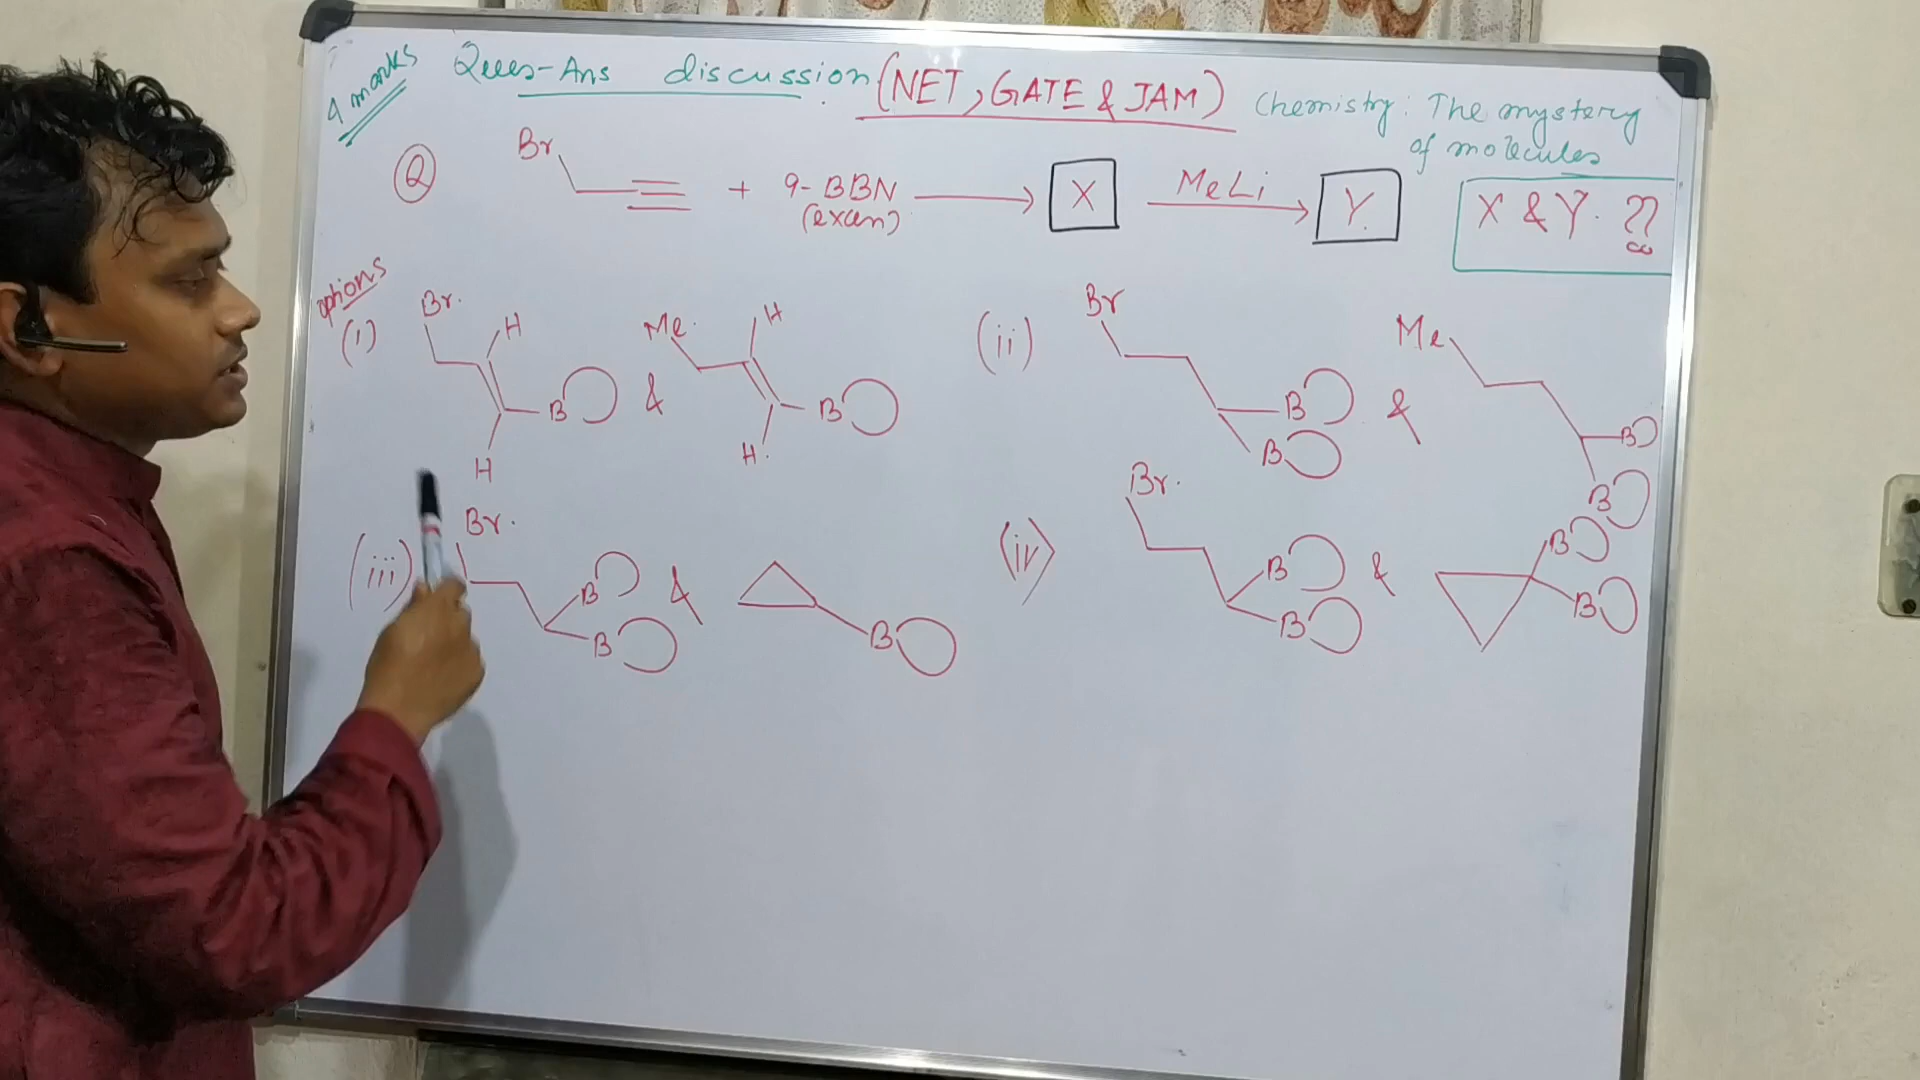 4 marks
Ques-Ans discussion (NET, GATE & JAM) Chemistry: The mystery
of molecules
Q Br + 9-BBN X MeLi Y X & Y. ??
(excen)
options
(i) Br. H B & Me. H B H H.
(ii) Br B B & Me B B
(iii) Br. B B & B
(iv) Br. B B & B B